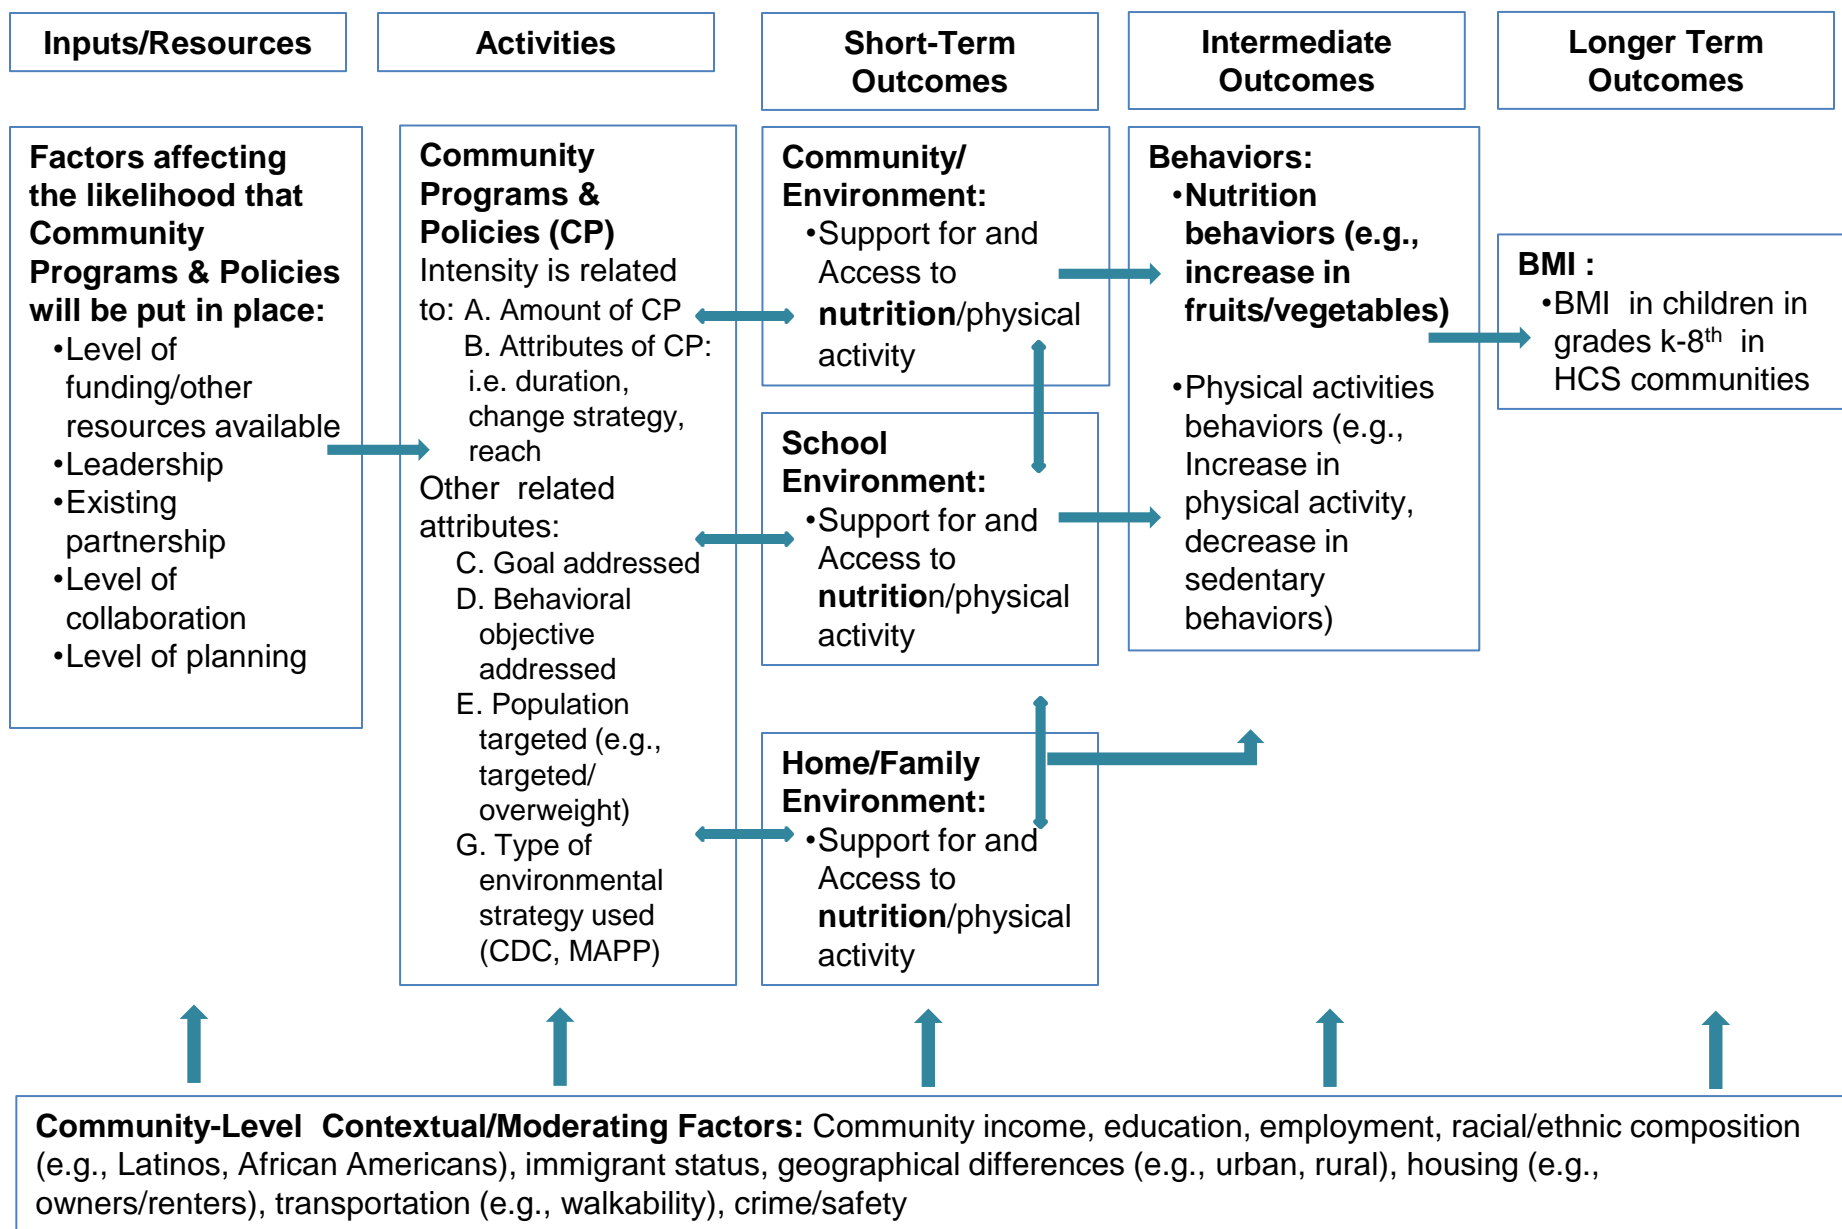 Inputs/Resources
Activities
Short-Term
Outcomes
Intermediate
Outcomes
Longer Term
Outcomes
Factors affecting
the likelihood that
Community
Programs & Policies
will be put in place:
•Level of
funding/other
resources available
•Leadership
•Existing
partnership
•Level of
collaboration
•Level of planning
Community
Programs &
Policies (CP)
Intensity is related
to: A. Amount of CP
B. Attributes of CP:
i.e. duration,
change strategy,
reach
Other related
attributes:
C. Goal addressed
D. Behavioral
objective
addressed
E. Population
targeted (e.g.,
targeted/
overweight)
G. Type of
environmental
strategy used
(CDC, MAPP)
Community/
Environment:
•Support for and
Access to
nutrition/physical
activity
School
Environment:
•Support for and
Access to
nutrition/physical
activity
Home/Family
Environment:
•Support for and
Access to
nutrition/physical
activity
Behaviors:
•Nutrition
behaviors (e.g.,
increase in
fruits/vegetables)
•Physical activities
behaviors (e.g.,
Increase in
physical activity,
decrease in
sedentary
behaviors)
BMI :
•BMI in children in
grades k-8th in
HCS communities
Community-Level Contextual/Moderating Factors: Community income, education, employment, racial/ethnic composition
(e.g., Latinos, African Americans), immigrant status, geographical differences (e.g., urban, rural), housing (e.g.,
owners/renters), transportation (e.g., walkability), crime/safety